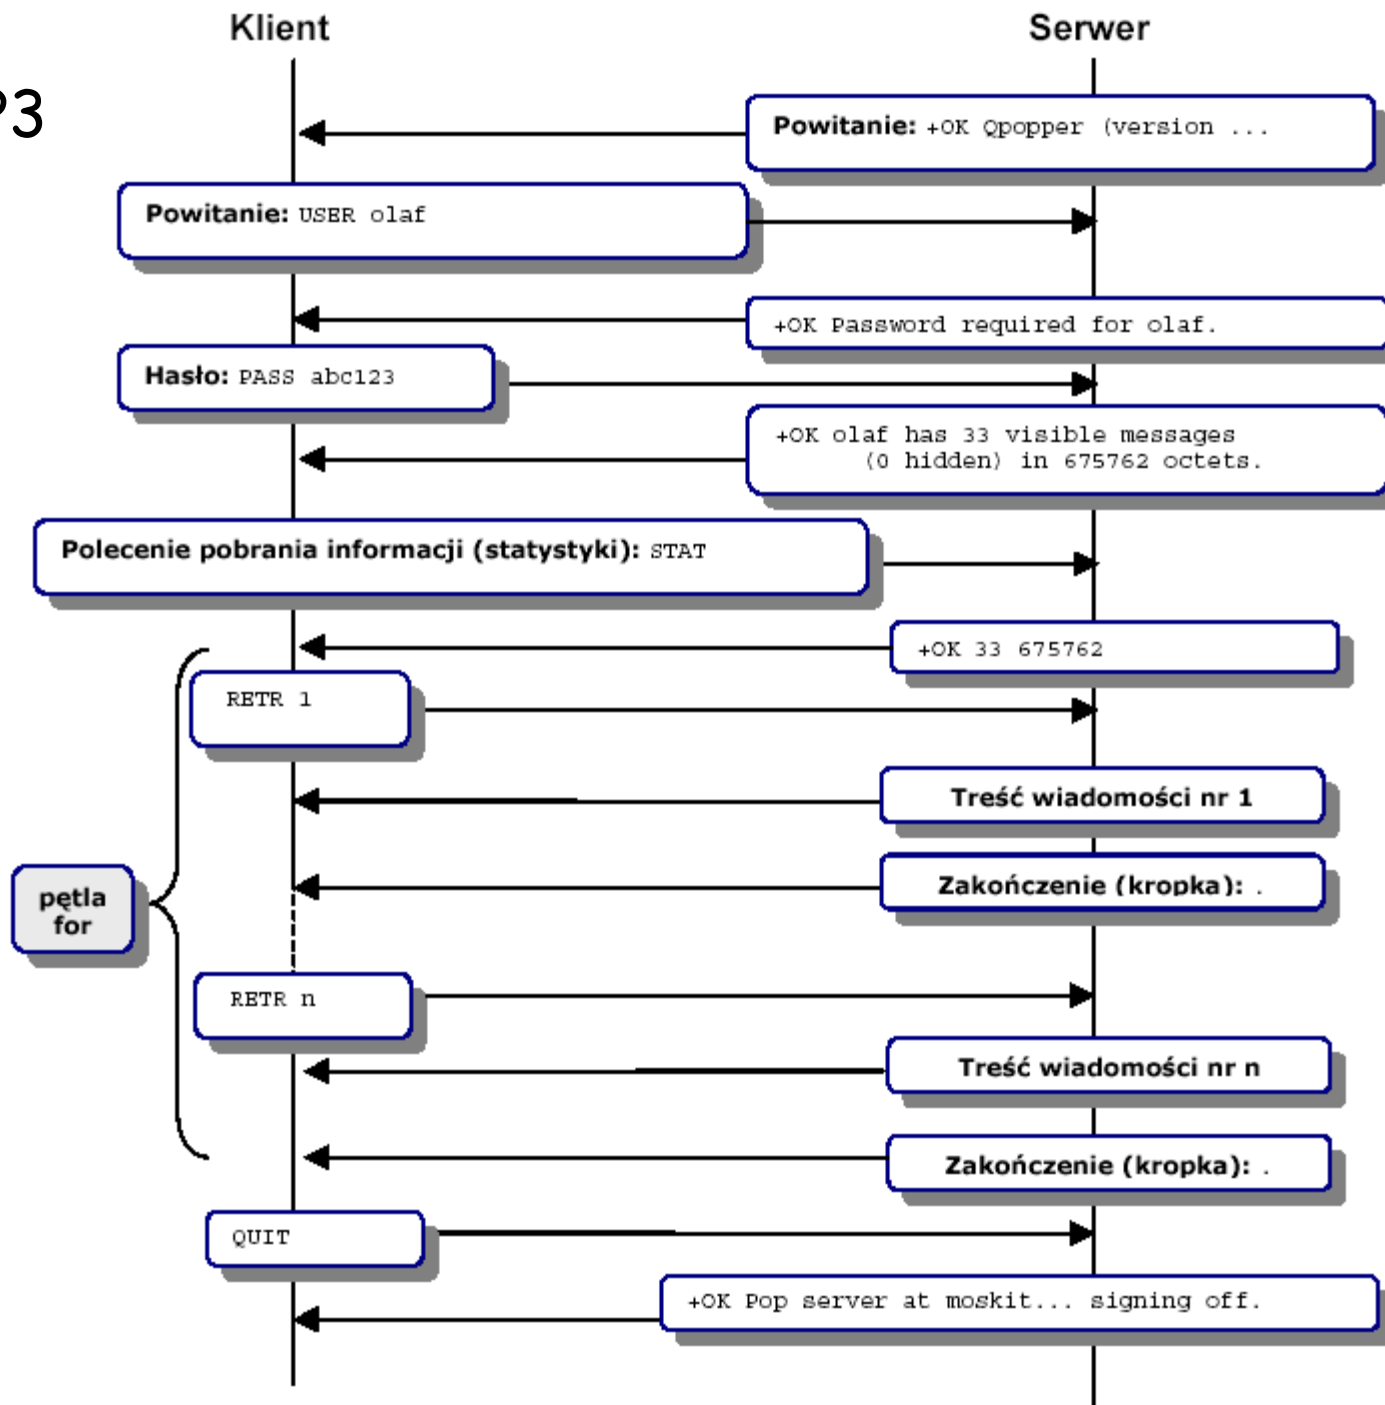 Klient
Serwer
P3
Powitanie: +OK Qpopper (version ...
Powitanie: USER olaf
+OK Password required for olaf.
Hasło: PASS abc123
+OK olaf has 33 visible messages
(0 hidden) in 675762 octets.
Polecenie pobrania informacji (statystyki): STAT
+OK 33 675762
RETR 1
Treść wiadomości nr 1
Zakończenie (kropka): .
pętla
for
RETR n
Treść wiadomości nr n
Zakończenie (kropka): .
QUIT
+OK Pop server at moskit... signing off.